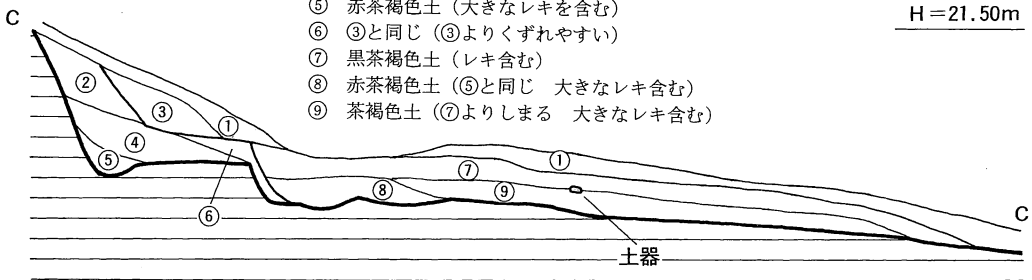 ⑤ 赤茶褐色土（大きなレキを含む）
⑥ ③と同じ（③よりくずれやすい）
⑦ 黒茶褐色土（レキ含む）
⑧ 赤茶褐色土（⑤と同じ　大きなレキ含む）
⑨ 茶褐色土（⑦よりしまる　大きなレキ含む）
H＝21.50m
C
②
③
①
④
⑤
⑥
①
⑦
⑧
⑨
土器
C